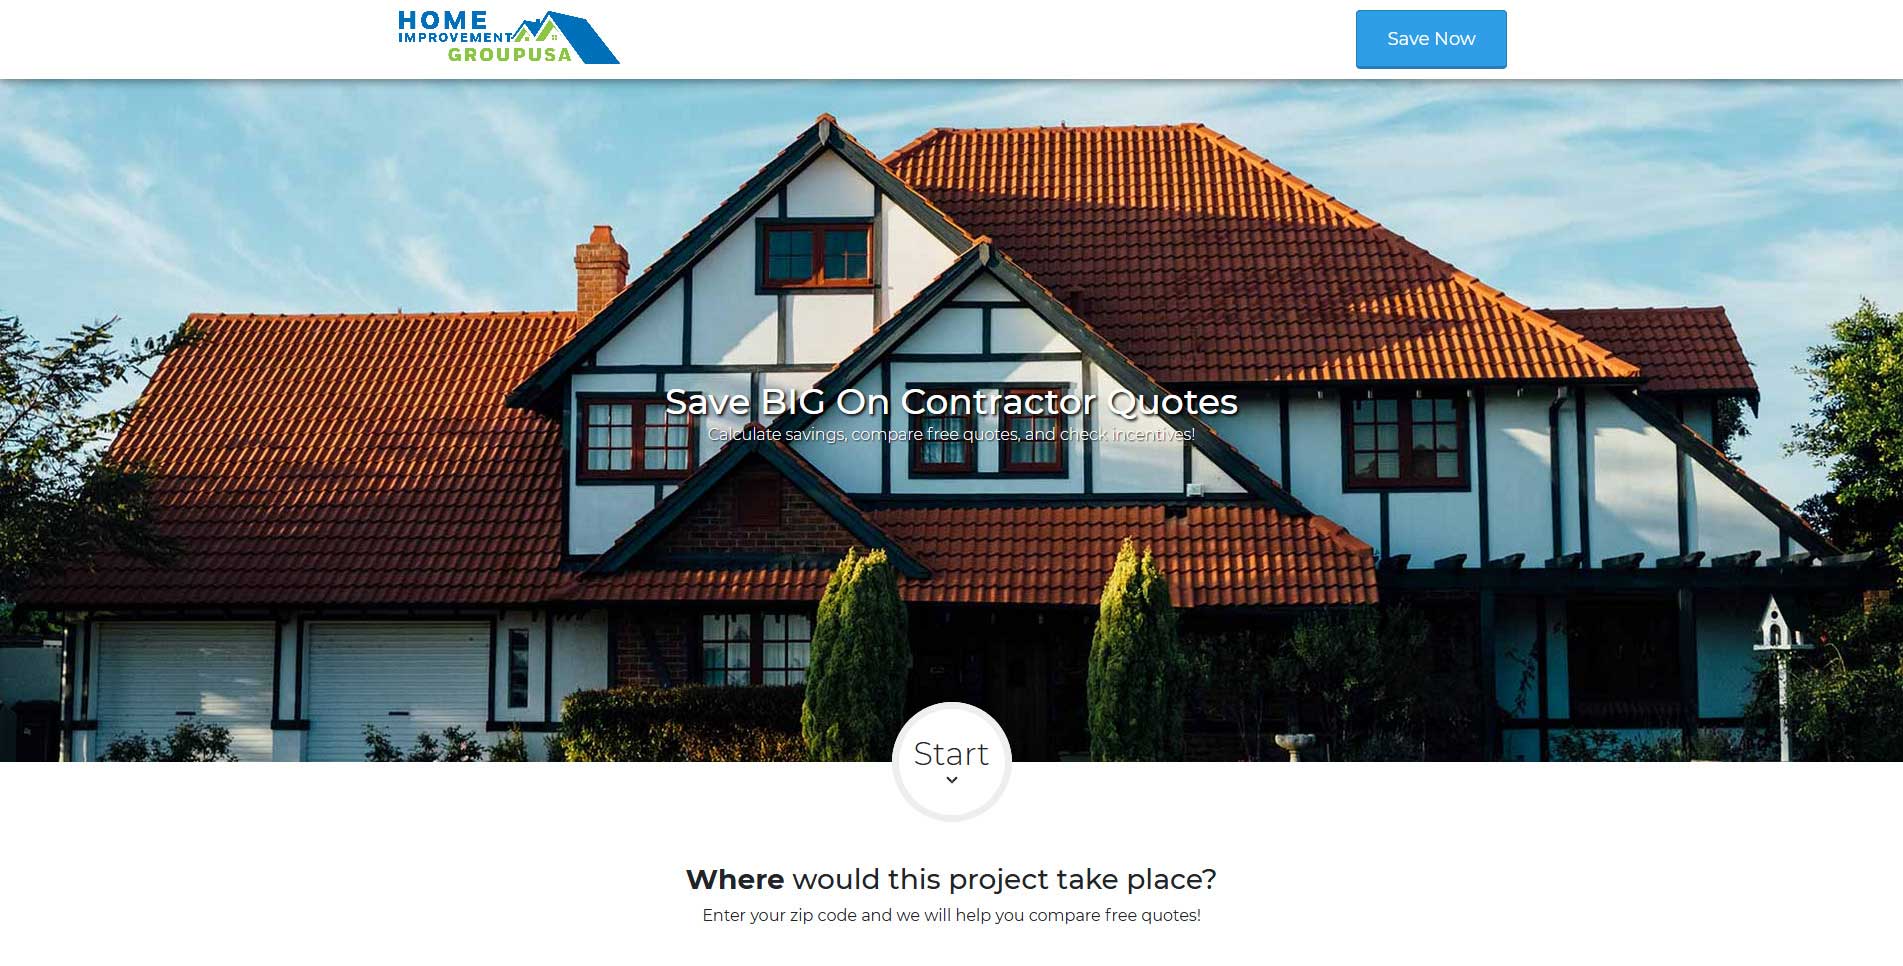 HOME
IMPROVEMENT
GROUPUSA
Save Now
Save BIG On Contractor Quotes
Calculate savings, compare free quotes, and check incentives!
Start
Where would this project take place?
Enter your zip code and we will help you compare free quotes!